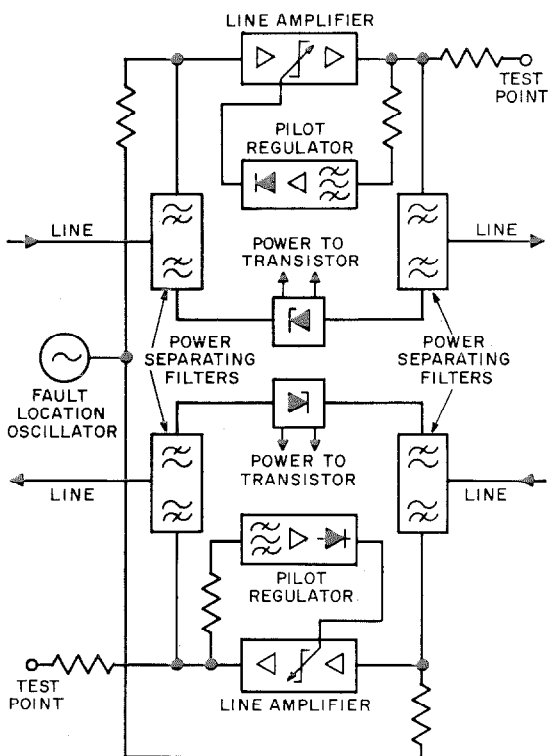 LINE AMPLIFIER
TEST
POINT
PILOT
REGULATOR
LINE
POWER TO
TRANSISTOR
LINE
POWER
SEPARATING
FILTERS
POWER
SEPARATING
FILTERS
FAULT
LOCATION
OSCILLATOR
LINE
POWER TO
TRANSISTOR
LINE
PILOT
REGULATOR
TEST
POINT
LINE AMPLIFIER